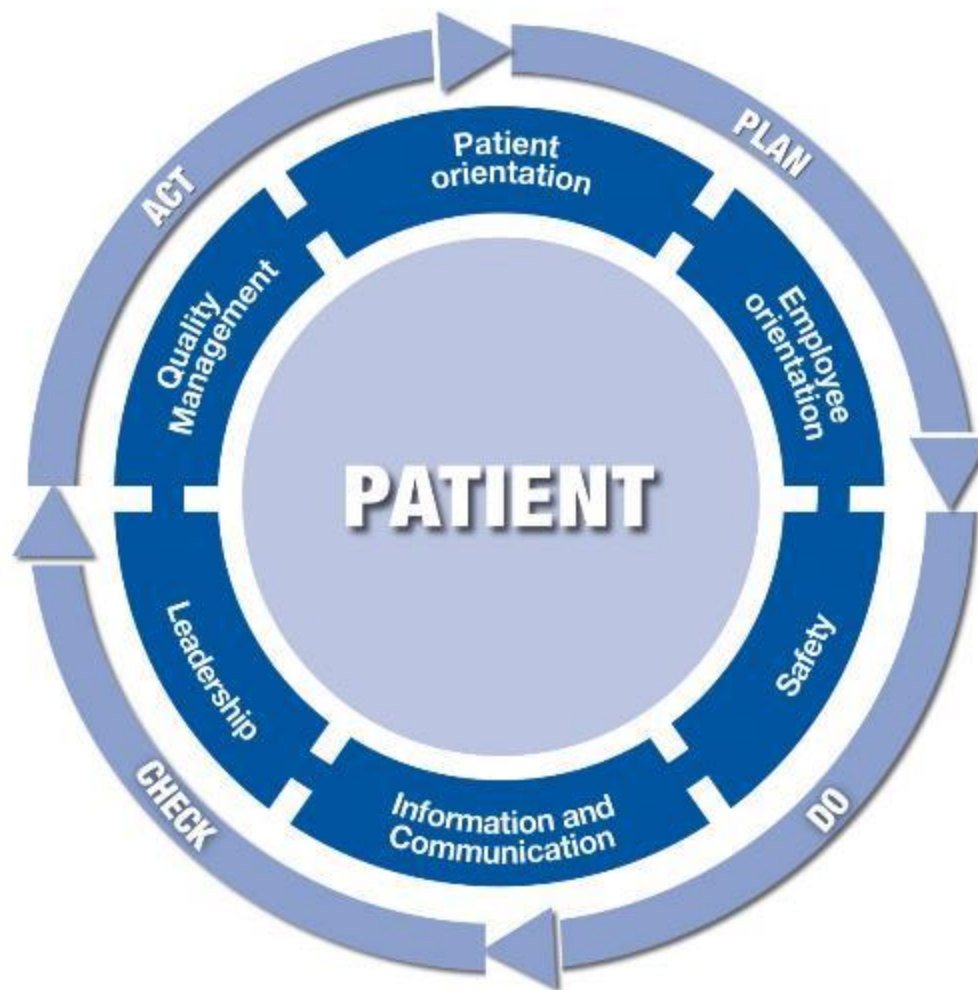 PLAN
DO
CHECK
ACT
Patient
orientation
Employee
orientation
Safety
Information and
Communication
Leadership
Quality
Management
PATIENT